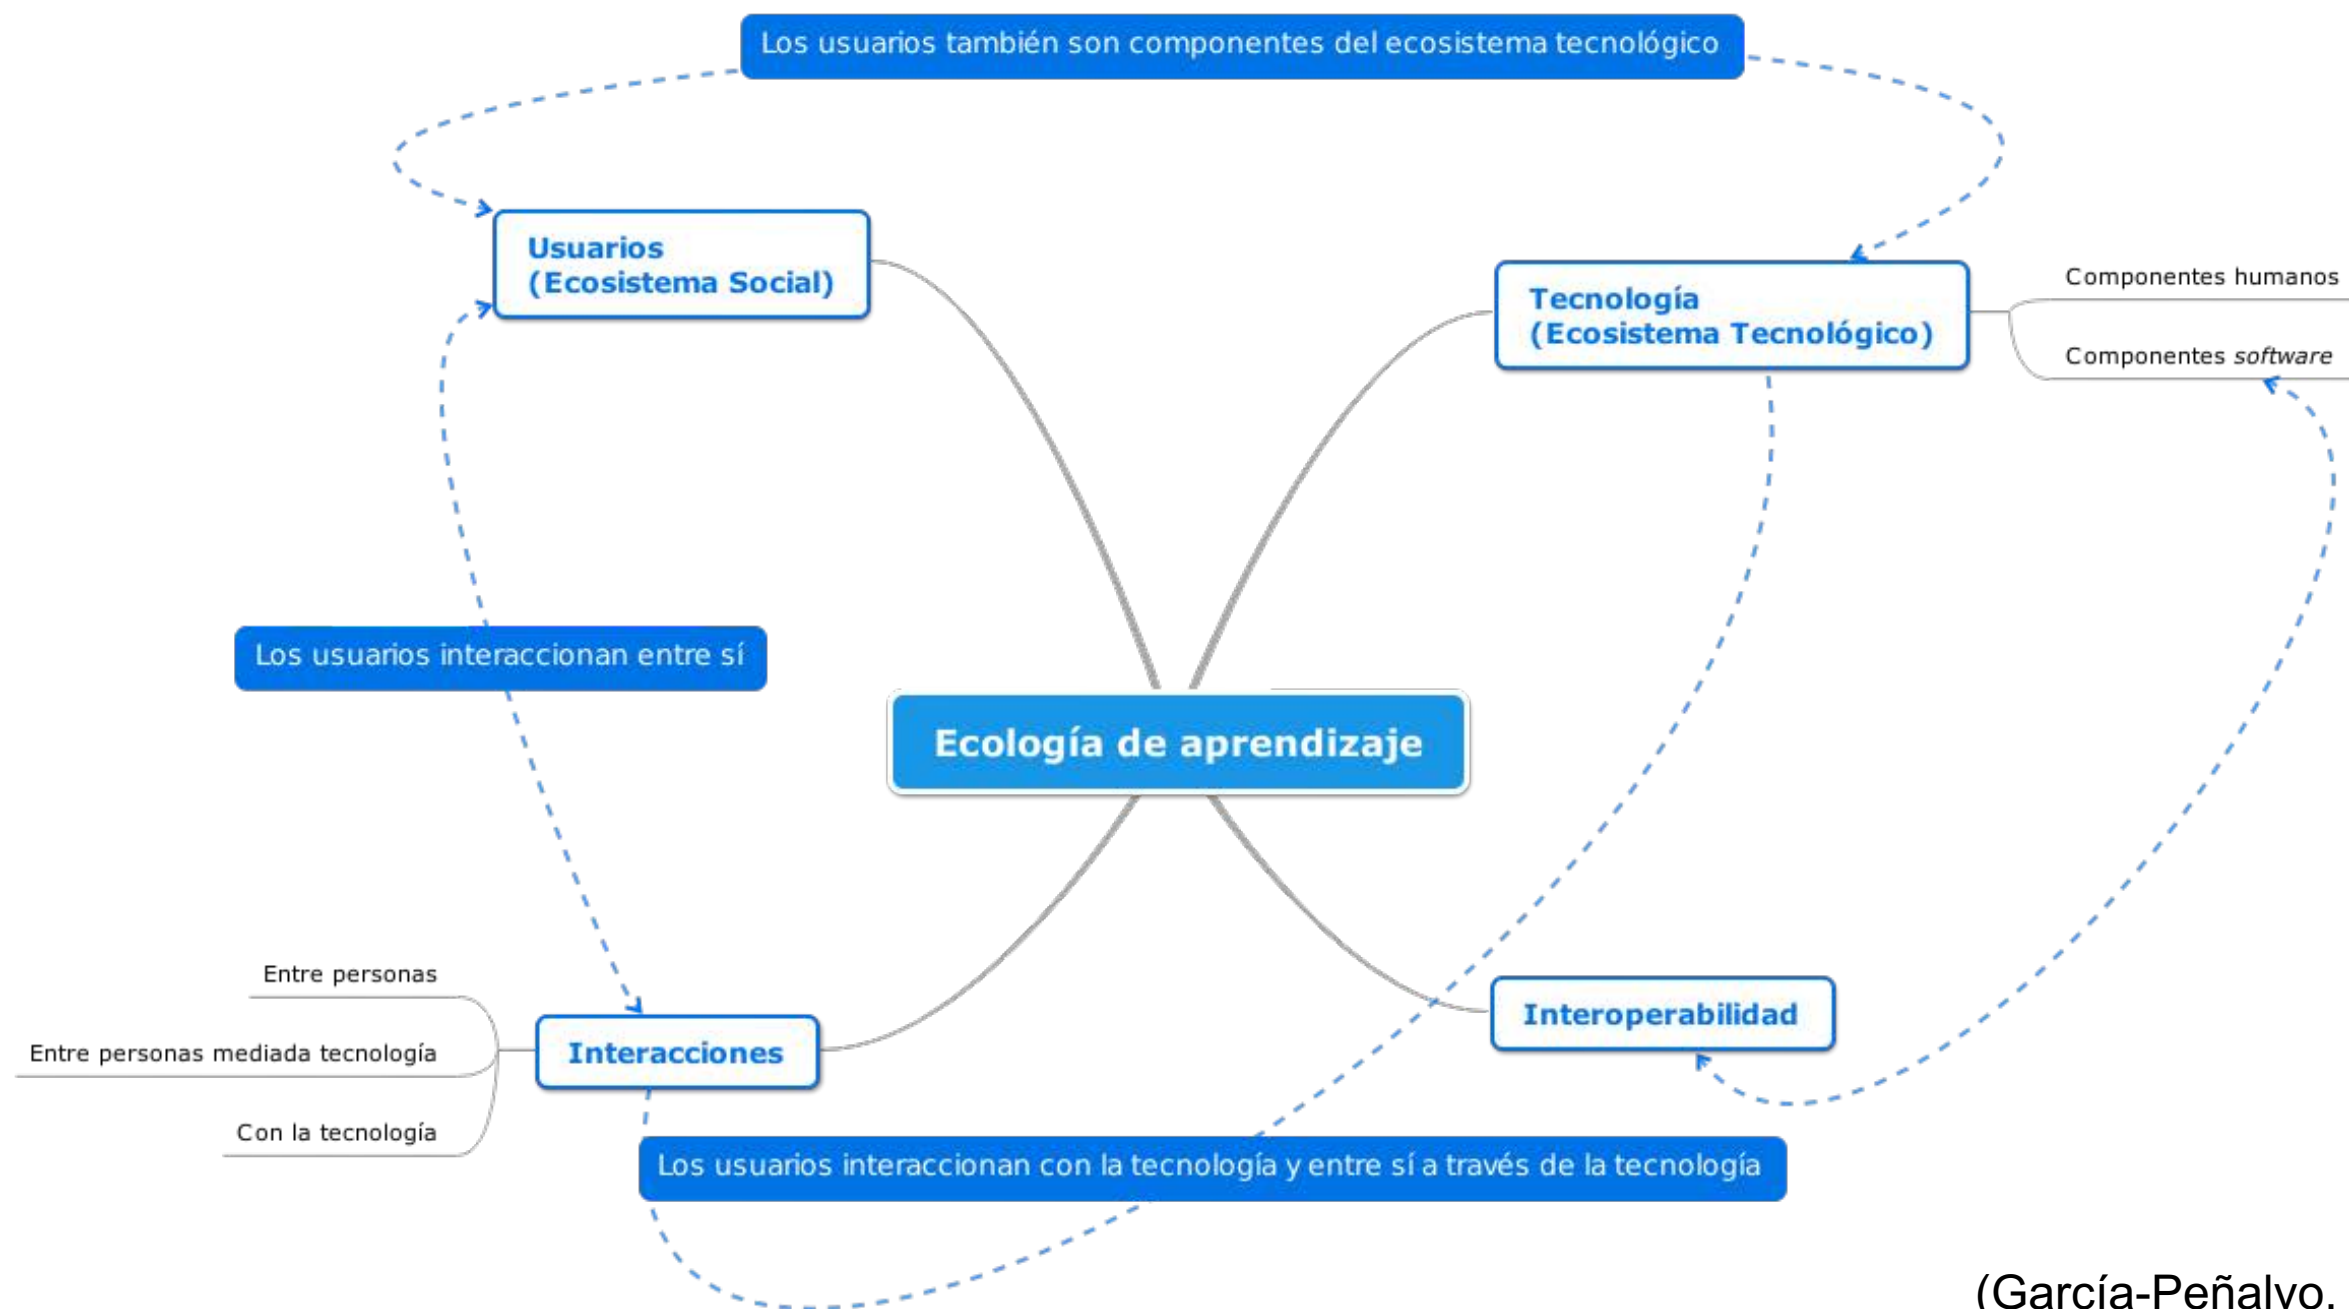 Los usuarios también son componentes del ecosistema tecnológico
Usuarios
(Ecosistema Social)
Tecnología
(Ecosistema Tecnológico)
Componentes humanos
Componentes software
Los usuarios interaccionan entre sí
Ecología de aprendizaje
Entre personas
Entre personas mediada tecnología
Con la tecnología
Interacciones
Interoperabilidad
Los usuarios interaccionan con la tecnología y entre sí a través de la tecnología
(García-Peñalvo,